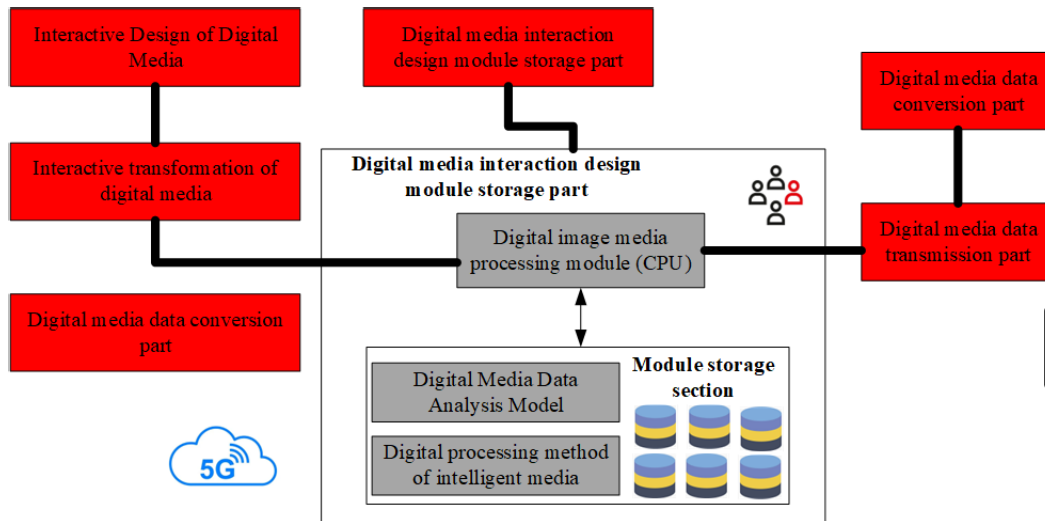 Interactive Design of Digital
Media
Digital media interaction
design module storage part
Digital media data
conversion part
Interactive transformation of
digital media
Digital media interaction design
module storage part
Digital image media
processing module (CPU)
Digital media data
transmission part
Digital media data conversion
part
Digital Media Data
Analysis Model
Module storage
section
Digital processing method
of intelligent media
5G